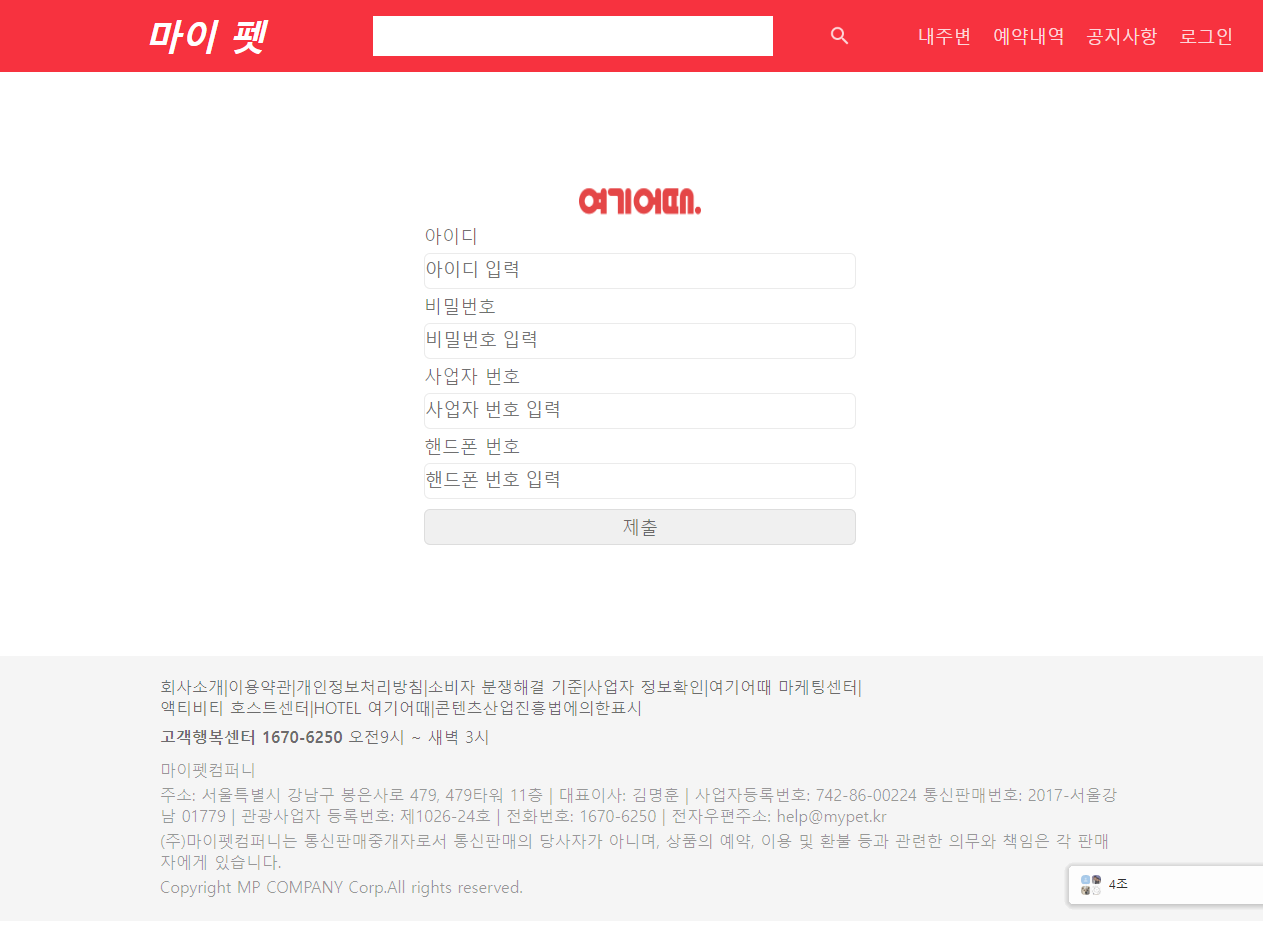 마이 펫
내주변 예약내역 공지사항 로그인
여기어때.
아이디
아이디 입력
비밀번호
비밀번호 입력
사업자 번호
사업자 번호 입력
핸드폰 번호
핸드폰 번호 입력
제출
회사소개|이용약관|개인정보처리방침|소비자 분쟁해결 기준|사업자 정보확인|여기어때 마케팅센터|
액티비티 호스트센터|HOTEL 여기어때|콘텐츠산업진흥법에의한표시
고객행복센터 1670-6250 오전9시 ~ 새벽 3시
마이펫컴퍼니
주소: 서울특별시 강남구 봉은사로 479, 479타워 11층 | 대표이사: 김명훈 | 사업자등록번호: 742-86-00224 통신판매번호: 2017-서울강
남 01779 | 관광사업자 등록번호: 제1026-24호 | 전화번호: 1670-6250 | 전자우편주소: help@mypet.kr
(주)마이펫컴퍼니는 통신판매중개자로서 통신판매의 당사자가 아니며, 상품의 예약, 이용 및 환불 등과 관련한 의무와 책임은 각 판매
자에게 있습니다.
Copyright MP COMPANY Corp.All rights reserved.
4조